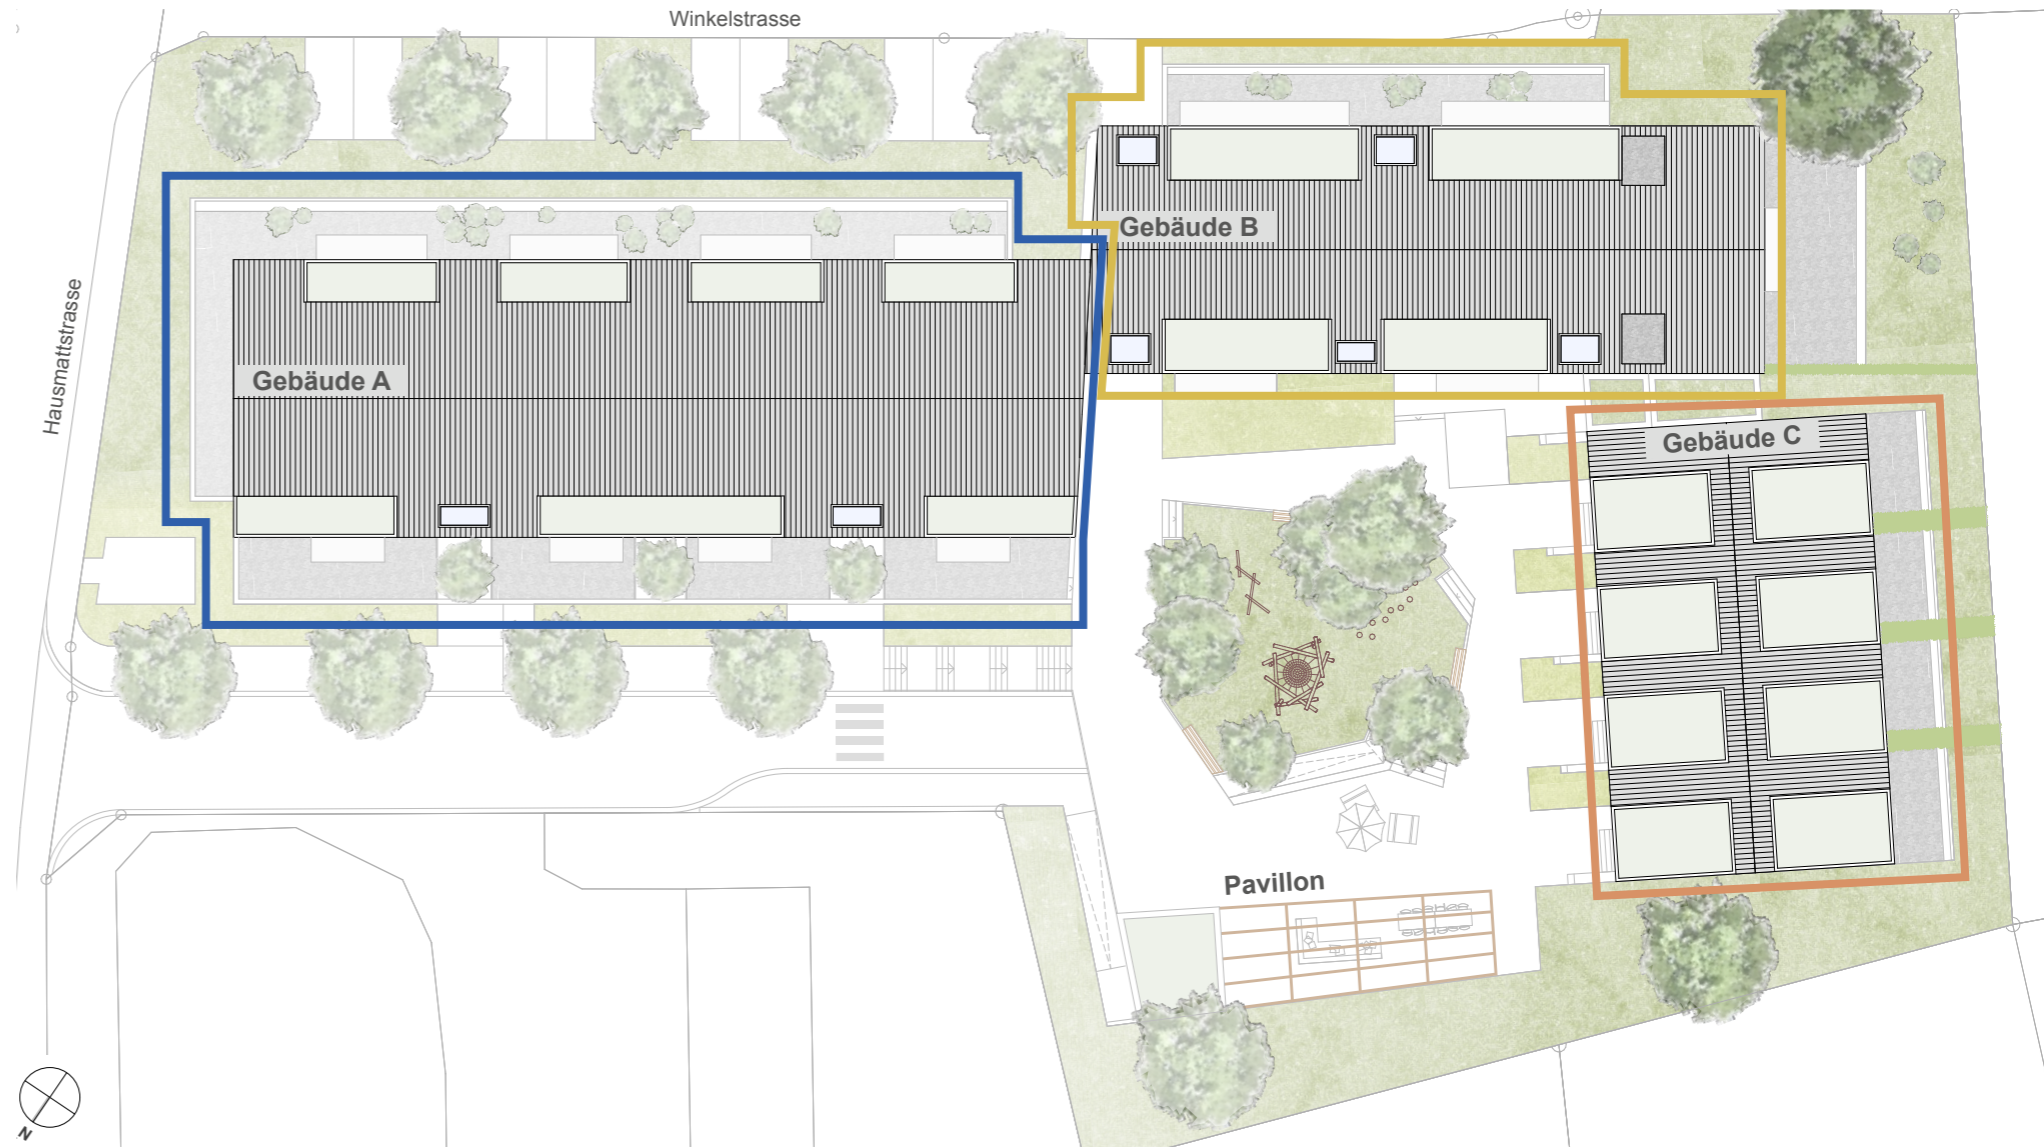 Winkelstrasse
Gebäude B
Hausmattstrasse
Gebäude A
Gebäude C
Pavillon
N